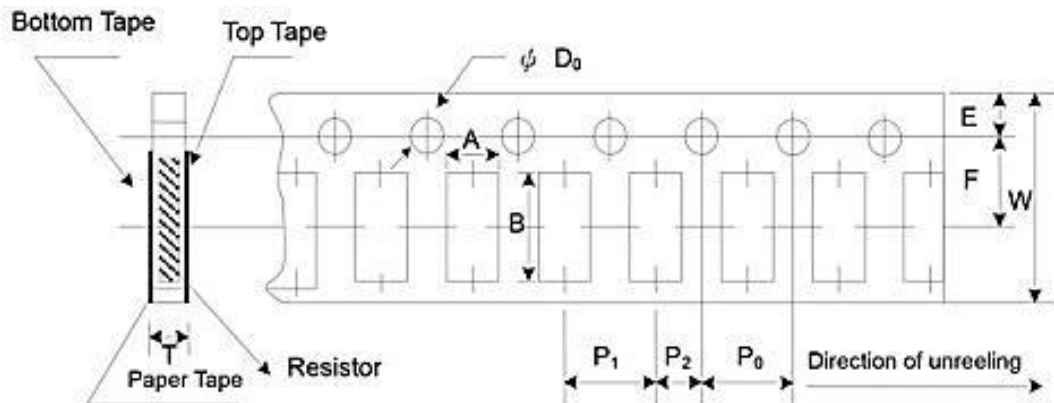 Bottom Tape
Top Tape
ψ D₀
E
A
F
W
B
T
Paper Tape
Resistor
P₁
P₂
P₀
Direction of unreeling